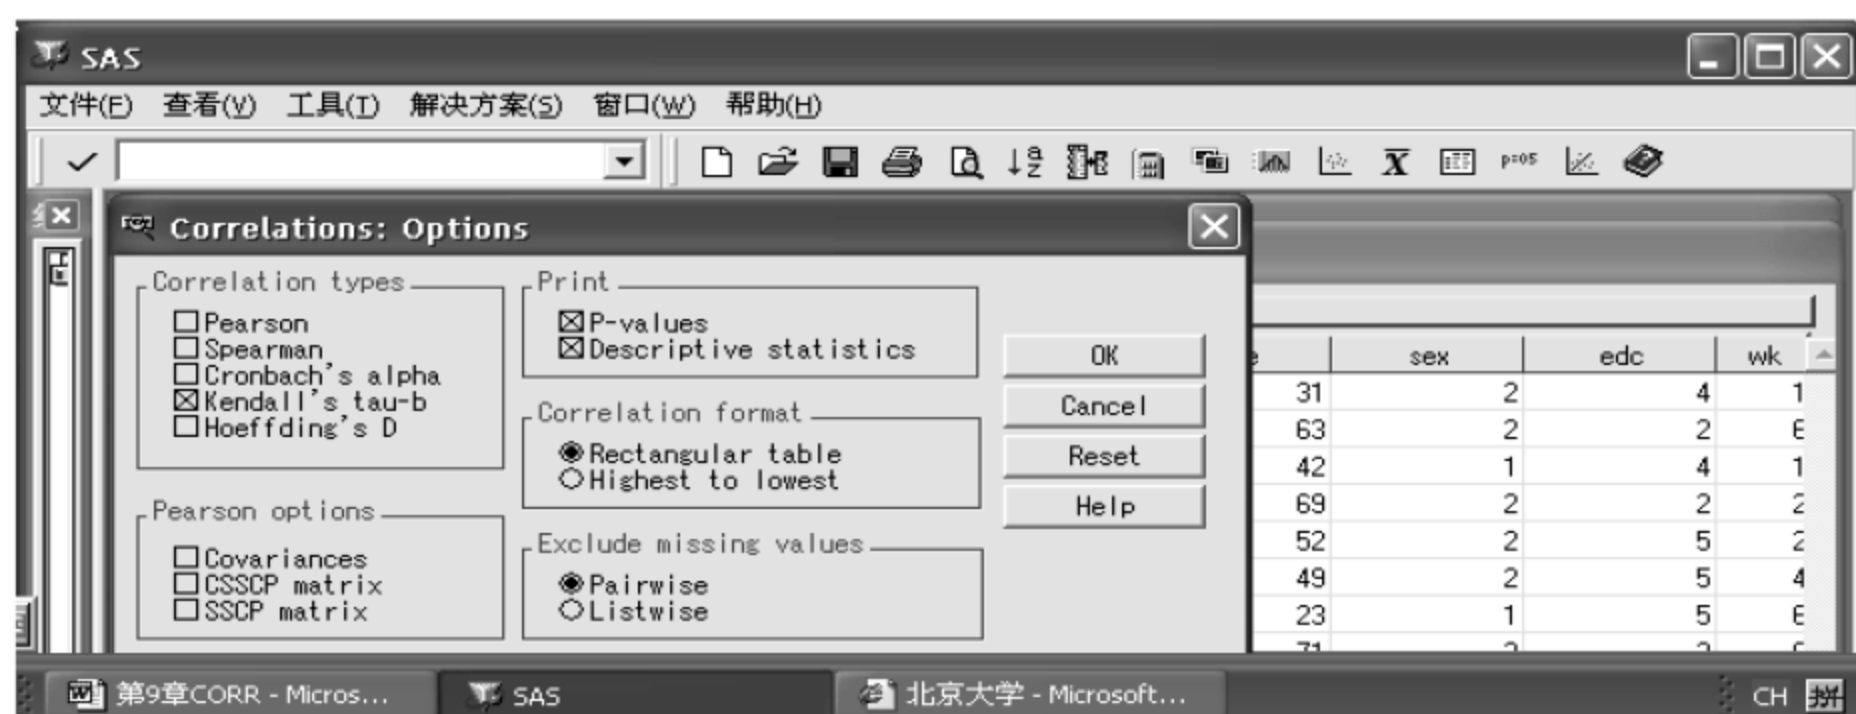 SAS
文件(F) 查看(V) 工具(T) 解决方案(S) 窗口(W) 帮助(H)
p=05
Correlations: Options
Correlation types
Pearson
Spearman
Cronbach's alpha
Kendall's tau-b
Hoeffding's D
Pearson options
Covariances
CSSCP matrix
SSCP matrix
Print
P-values
Descriptive statistics
Correlation format
Rectangular table
Highest to lowest
Exclude missing values
Pairwise
Listwise
OK
Cancel
Reset
Help
sex edc wk
31 2 4 1
63 2 2
42 1 4 1
69 2 2 2
52 2 5 2
49 2 5 4
23 1 5
第9章CORR - Micros... SAS 北京大学 - Microsoft... CH 拼